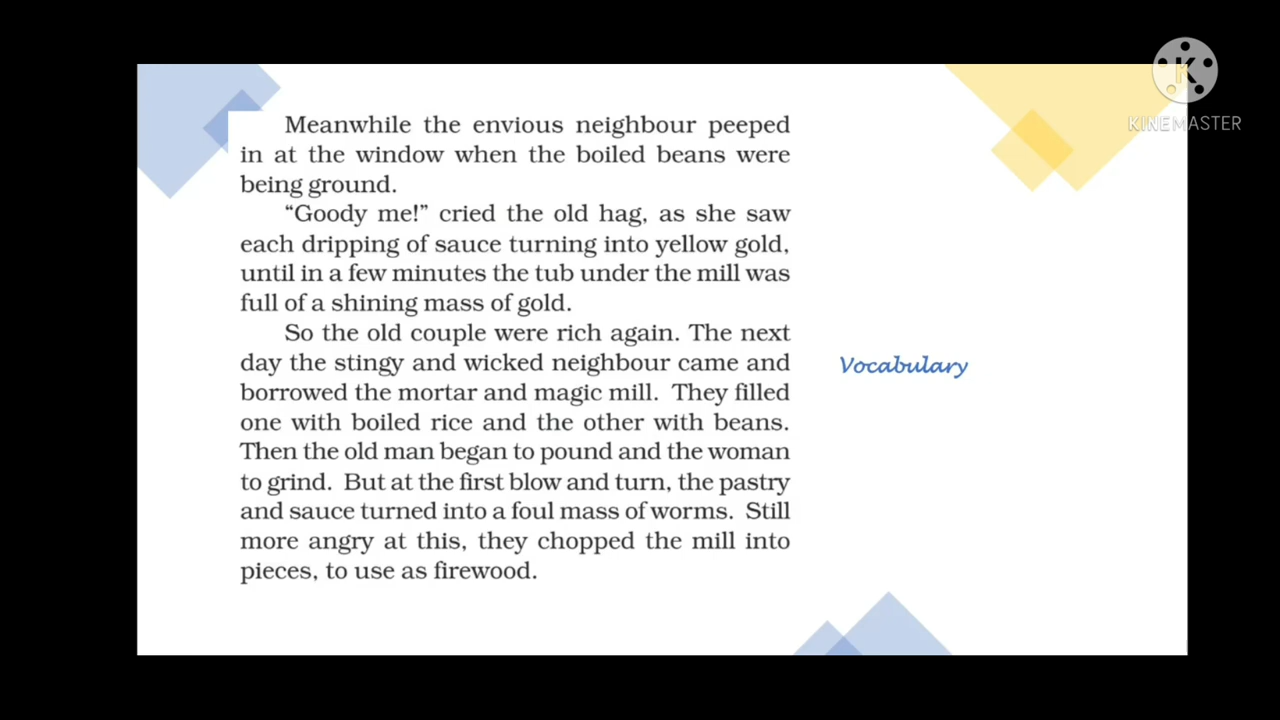 Meanwhile the envious neighbour peeped
in at the window when the boiled beans were
being ground.
“Goody me!” cried the old hag, as she saw
each dripping of sauce turning into yellow gold,
until in a few minutes the tub under the mill was
full of a shining mass of gold.
So the old couple were rich again. The next
day the stingy and wicked neighbour came and
borrowed the mortar and magic mill. They filled
one with boiled rice and the other with beans.
Then the old man began to pound and the woman
to grind. But at the first blow and turn, the pastry
and sauce turned into a foul mass of worms. Still
more angry at this, they chopped the mill into
pieces, to use as firewood.
Vocabulary
K
KINEMASTER